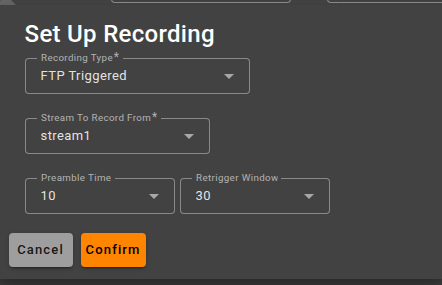 Set Up Recording
Recording Type*
FTP Triggered
Stream To Record From*
stream1
Preamble Time Retrigger Window
10 30
Cancel Confirm